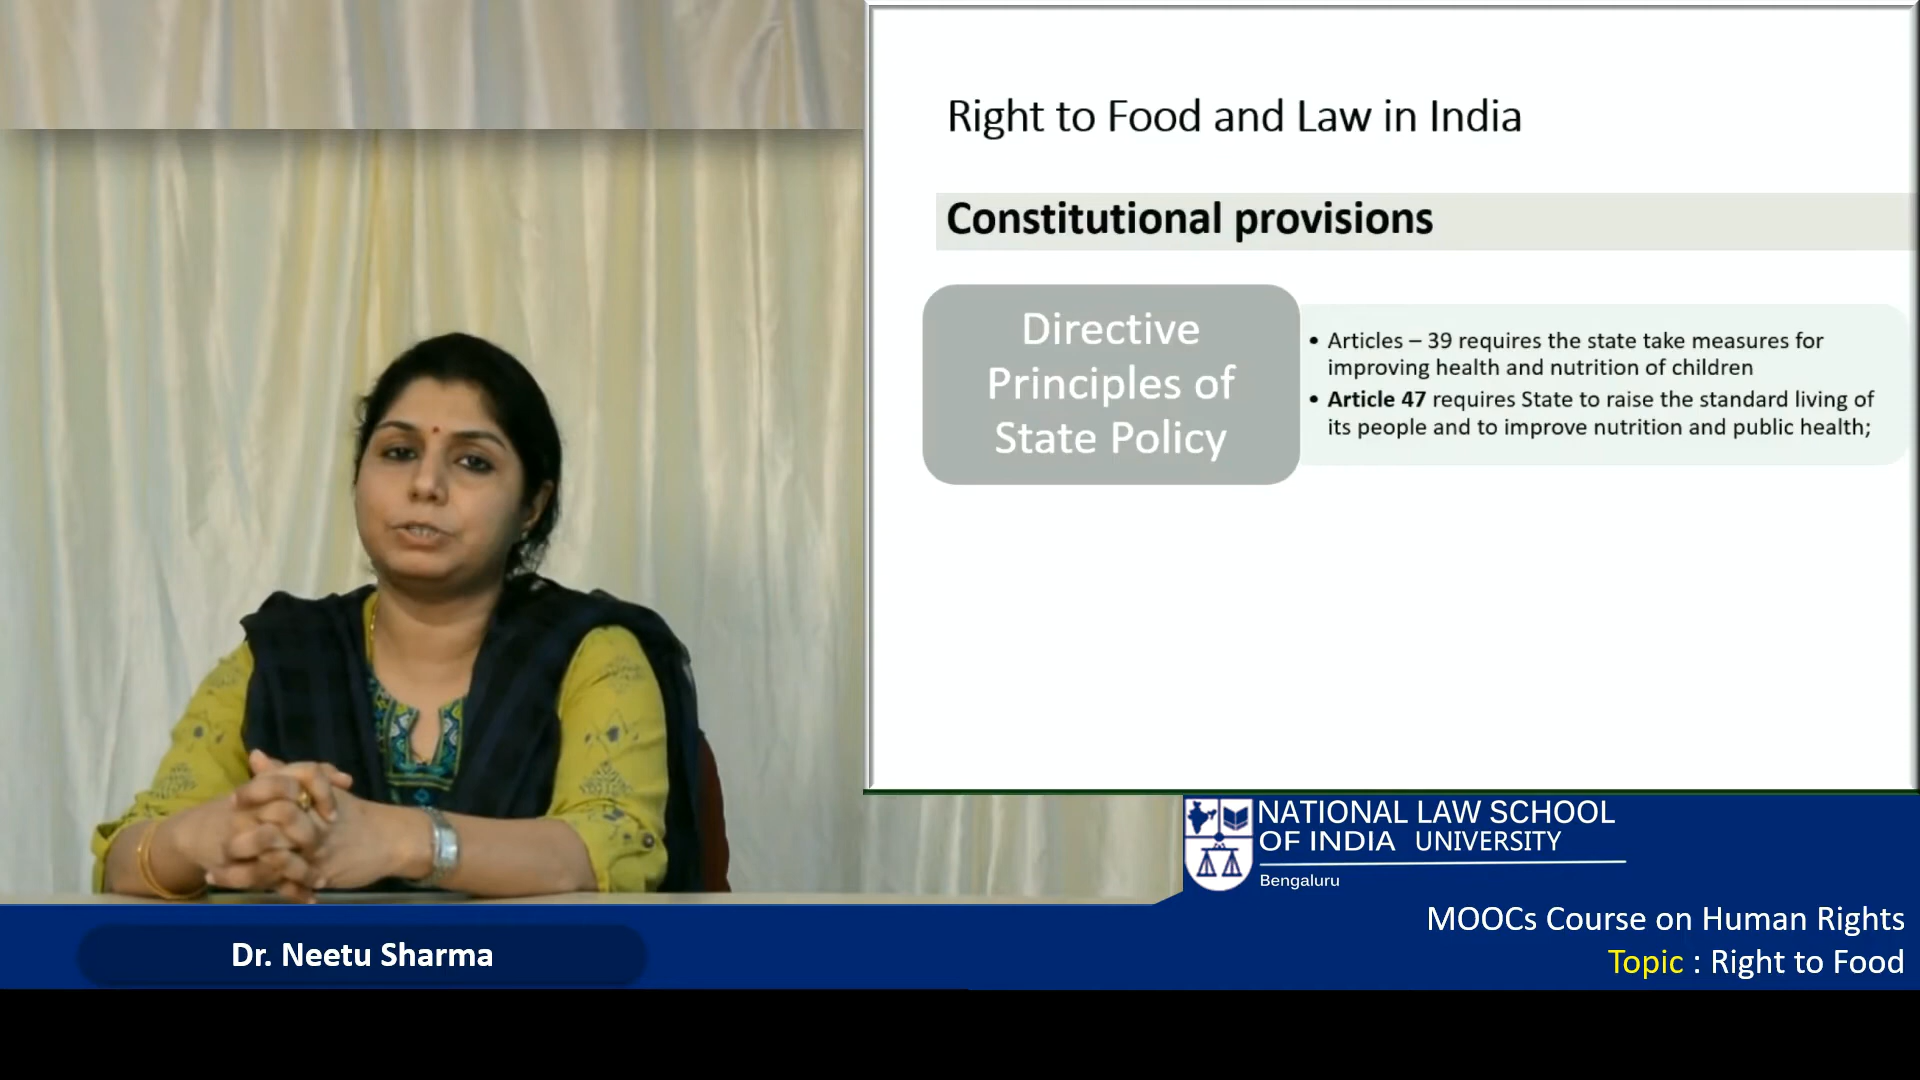 Right to Food and Law in India
Constitutional provisions
Directive
Principles of
State Policy
• Articles – 39 requires the state take measures for
improving health and nutrition of children
• Article 47 requires State to raise the standard living of
its people and to improve nutrition and public health;
NATIONAL LAW SCHOOL
OF INDIA UNIVERSITY
Bengaluru
MOOCs Course on Human Rights
Topic : Right to Food
Dr. Neetu Sharma